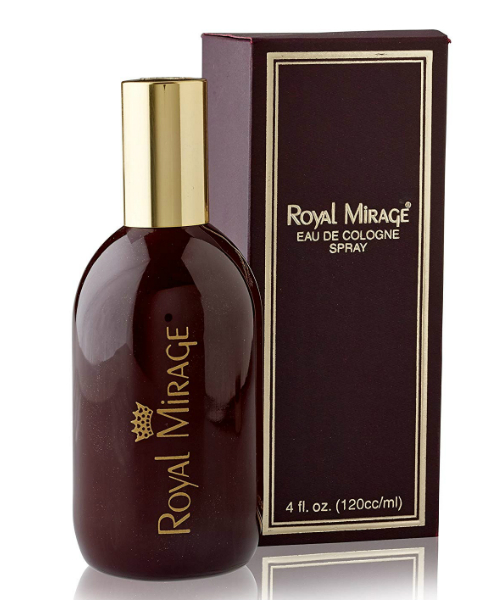 ROYAL MIRAGE®
EAU DE COLOGNE
SPRAY
4 fl. oz. (120cc/ml)
ROYAL MIRAGE®